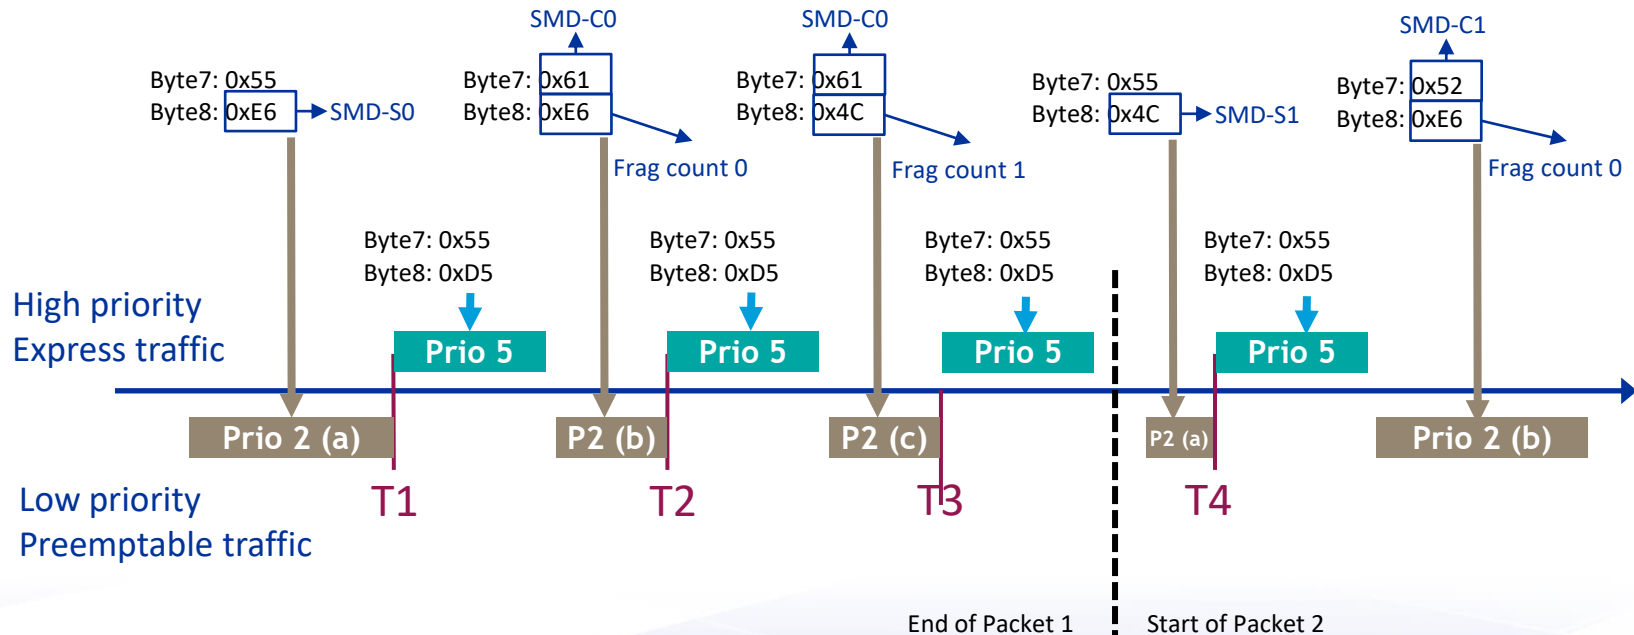 SMD-C0
SMD-C0
SMD-C1
Byte7: 0x55
Byte8: 0xE6
SMD-S0
Byte7: 0x61
Byte8: 0xE6
Frag count 0
Byte7: 0x61
Byte8: 0x4C
Frag count 1
Byte7: 0x55
Byte8: 0x4C
SMD-S1
Byte7: 0x52
Byte8: 0xE6
Frag count 0
Byte7: 0x55
Byte8: 0xD5
Byte7: 0x55
Byte8: 0xD5
Byte7: 0x55
Byte8: 0xD5
Byte7: 0x55
Byte8: 0xD5
High priority
Express traffic
Prio 5
Prio 5
Prio 5
Prio 5
Prio 2 (a)
P2 (b)
P2 (c)
P2 (a)
Prio 2 (b)
T1
T2
T3
T4
Low priority
Preemptable traffic
End of Packet 1
Start of Packet 2